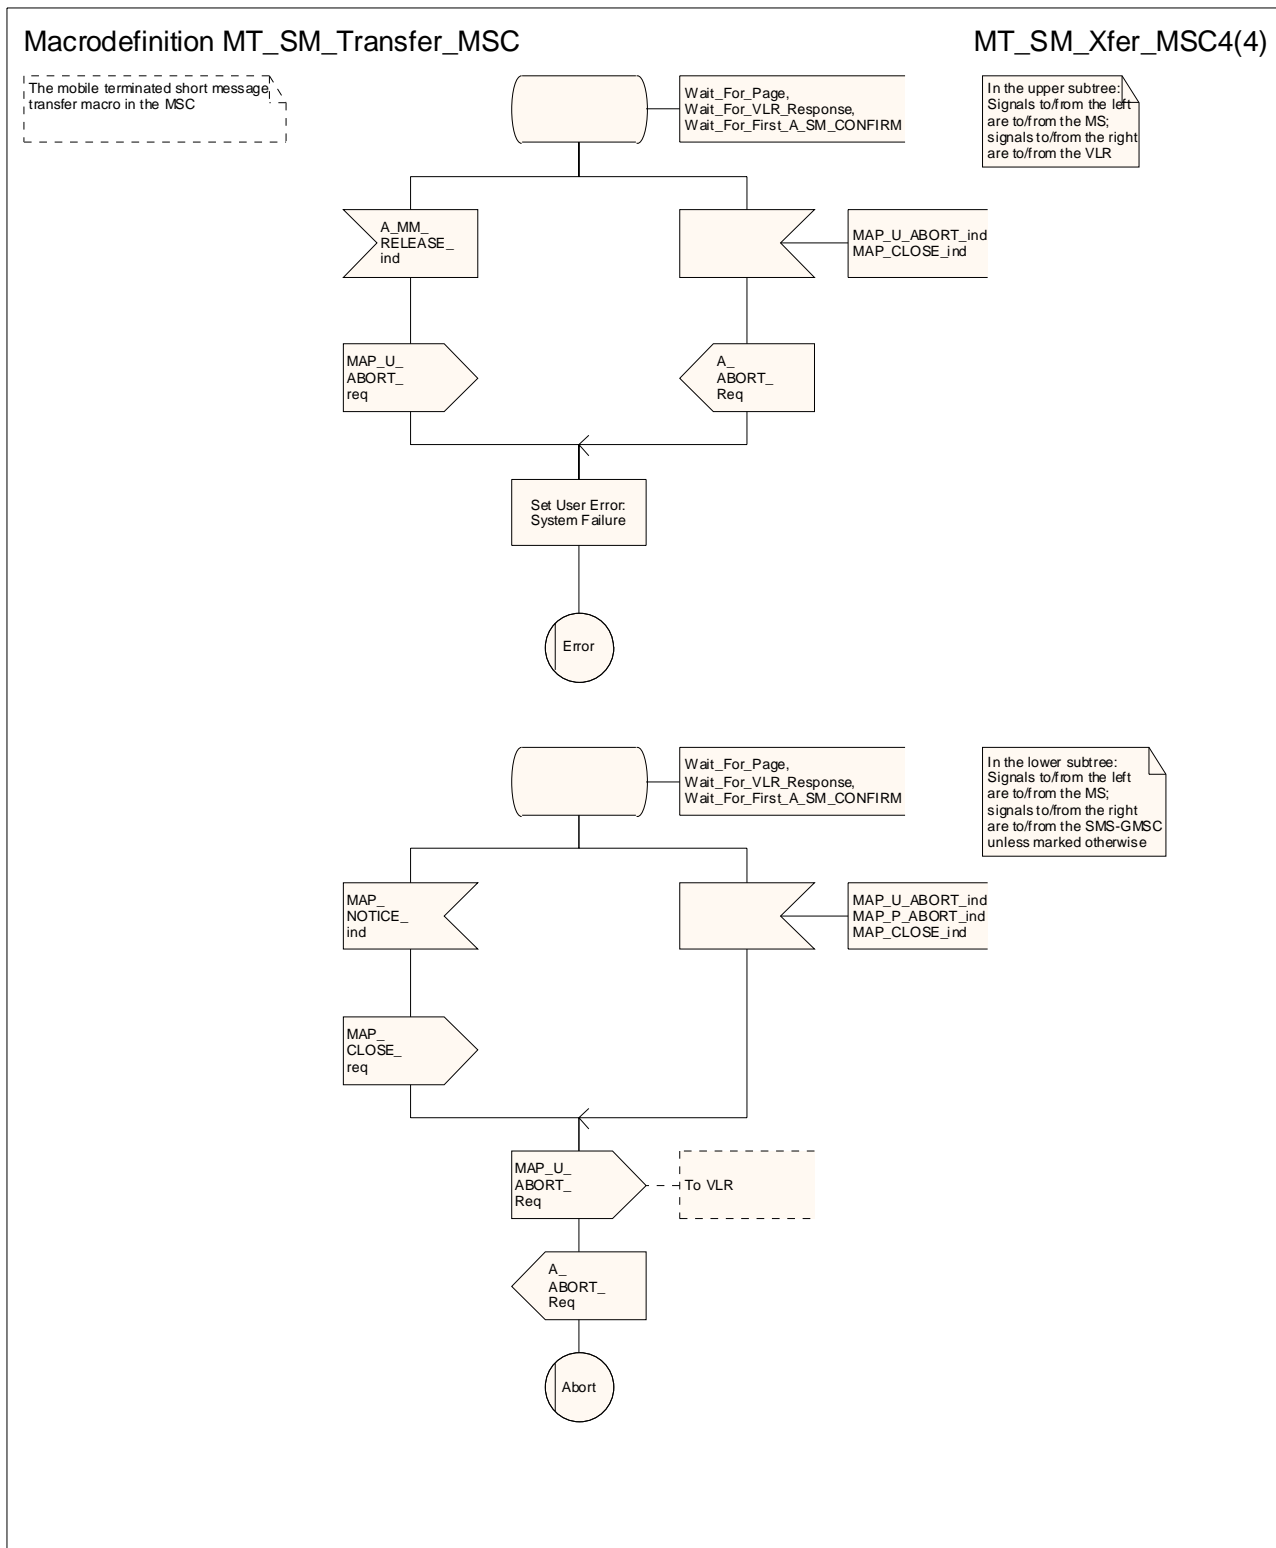 Macrodefinition MT_SM_Transfer_MSC
MT_SM_Xfer_MSC4(4)
The mobile terminated short message
transfer macro in the MSC
Wait_For_Page,
Wait_For_VLR_Response,
Wait_For_First_A_SM_CONFIRM
In the upper subtree:
Signals to/from the left
are to/from the MS;
signals to/from the right
are to/from the VLR
A_MM_
RELEASE_
ind
MAP_U_ABORT_ind
MAP_CLOSE_ind
MAP_U_
ABORT_
req
A_
ABORT_
Req
Set User Error:
System Failure
Error
Wait_For_Page,
Wait_For_VLR_Response,
Wait_For_First_A_SM_CONFIRM
In the lower subtree:
Signals to/from the left
are to/from the MS;
signals to/from the right
are to/from the SMS-GMSC
unless marked otherwise
MAP_
NOTICE_
ind
MAP_U_ABORT_ind
MAP_P_ABORT_ind
MAP_CLOSE_ind
MAP_
CLOSE_
req
MAP_U_
ABORT_
Req
To VLR
A_
ABORT_
Req
Abort